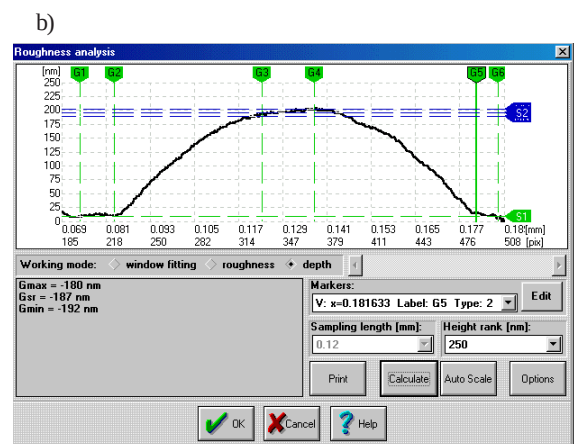 b)
Roughness analysis
[nm] G1 G2 G3 G4 G5 G6
250
225
200 S2
175
150
125
100
75
50
25
0 S1
0.069 0.081 0.093 0.105 0.117 0.129 0.141 0.153 0.165 0.177 0.189[mm]
185 218 250 282 314 347 379 411 443 476 508 [pix]
Working mode: window fitting roughness depth
Gmax = -180 nm
Gsr = -187 nm
Gmin = -192 nm
Markers:
V: x=0.181633 Label: G5 Type: 2 Edit
Sampling length [mm]: Height rank [nm]:
0.12 250
Print Calculate Auto Scale Options
OK Cancel Help